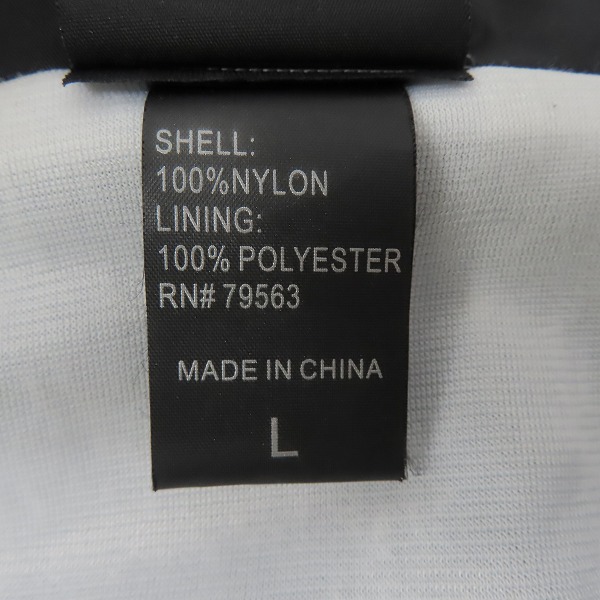 SHELL:
100%NYLON
LINING:
100% POLYESTER
RN# 79563
MADE IN CHINA
L